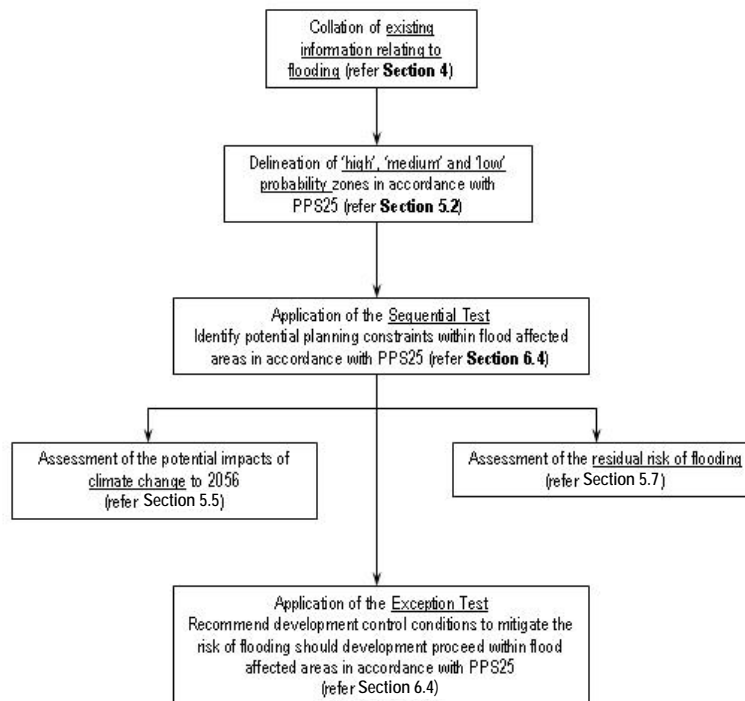 Collation of existing
information relating to
flooding (refer Section 4)
Delineation of 'high', 'medium' and 'low'
probability zones in accordance with
PPS25 (refer Section 5.2)
Application of the Sequential Test
Identify potential planning constraints within flood affected
areas in accordance with PPS25 (refer Section 6.4)
Assessment of the potential impacts of
climate change to 2056
(refer Section 5.5)
Assessment of the residual risk of flooding
(refer Section 5.7)
Application of the Exception Test
Recommend development control conditions to mitigate the
risk of flooding should development proceed within flood
affected areas in accordance with PPS25
(refer Section 6.4)